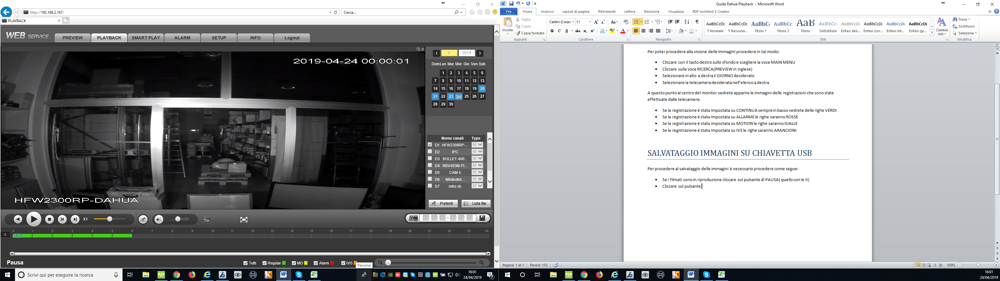 http://192.168.2.167/
Cerca...
PLAYBACK
WEB SERVICE
PREVIEW
PLAYBACK
SMART PLAY
ALARM
SETUP
INFO
Logout
2019-04-24 00:00:01
HFW2300RP-DAHUA
4 2019
Dom Lun Mar Mer Gio Ven Sab
1 2 3 4 5 6
7 8 9 10 11 12 13
14 15 16 17 18 19 20
21 22 23 24 25 26 27
28 29 30
Nome canali Type
D1 HFW2300RP-... M
D2 IPC M
D3 BULLET-400... M
D4 NBV403M-PI... M
D5 CAM 5 M
D6 Minibullet... M
D7 retro dx M
Preferiti
Lista file
X1
00 : 00 : 00 ~ 23 : 59 : 59
0 1 2 3 4 5 6 7 8 9 10 11 12 13 14 15 16 17 18 19 20 21 22 23 24
1
Pausa
Tutti Regular MD Alarm IVS
Persone
Scrivi qui per eseguire la ricerca
16:01
24/04/2019
Guida Dahua Playback - Microsoft Word
File Home Inserisci Layout di pagina Riferimenti Lettere Revisione Visualizza PDF Architect 5 Creator
Incolla
Taglia
Copia
Copia formato
Appunti
Calibri (Corpc 11
G C S abc x₂ x²
Carattere
Paragrafo
AaBbCcDc AaBbCcDc AaBbC AaBbCc AaB AaBbCc. AaBbCcDc AaBbCcDc AaBbCcDc AaBbCcDc
¶ Normale ¶ Nessuna... Titolo 1 Titolo 2 Titolo Sottotitolo Enfasi deli... Enfasi (cor... Enfasi int... Enfasi (gr...
Stili
Cambia stili
Trova
Sostituisci
Seleziona
Modifica
Per poter procedere alla visione delle immagini procedere in tal modo:
• Cliccare con il tasto destro sullo sfondo e scegliere la voce MAIN MENU
• Cliccare sulla voce RICERCA(PREVIEW in inglese)
• Selezionare in alto a destra il GIORNO desiderato
• Selezionare la telecamera desiderata nell'elenco a destra
A questo punto al centro del monitor vedrete apparire le immagini delle registrazioni che sono state
effettuate dalle telecamere.
• Se la registrazione è stata impostata su CONTINUA sempre in basso vedrete delle righe VERDI
• Se la registrazione è stata impostata su ALLARME le righe saranno ROSSE
• Se la registrazione è stata impostata su MOTION le righe saranno GIALLE
• Se la registrazione è stata impostata su IVS le righe saranno ARANCIONI
SALVATAGGIO IMMAGINI SU CHIAVETTA USB
Per procedere al salvataggio delle immagini è necessario procedere come segue:
• Se i filmati sono in riproduzione cliccare sul pulsante di PAUSA( quello con le II)
• Cliccare sul pulsante
Pagina: 1 di 1 Parole: 153
100%
16:01
24/04/2019